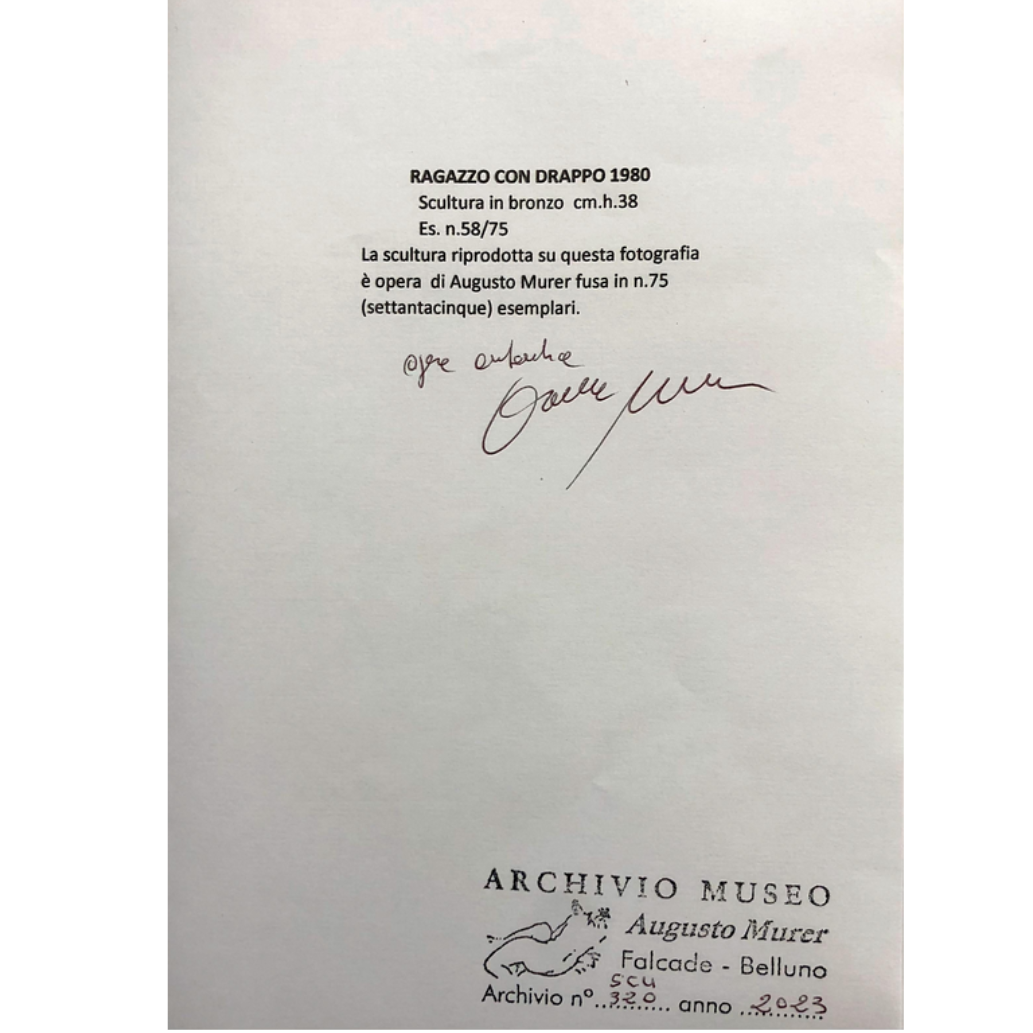 RAGAZZO CON DRAPPO 1980
Scultura in bronzo cm.h.38
Es. n.58/75
La scultura riprodotta su questa fotografia
è opera di Augusto Murer fusa in n.75
(settantacinque) esemplari.
ARCHIVIO MUSEO
Augusto Murer
Falcade - Belluno
SCU
Archivio n°..320....... anno ..2023